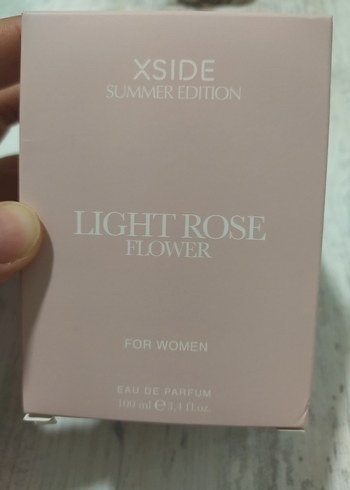 XSIDE
SUMMER EDITION
LIGHT ROSE
FLOWER
FOR WOMEN
EAU DE PARFUM
100 ml ℮ 3,4 fl.oz